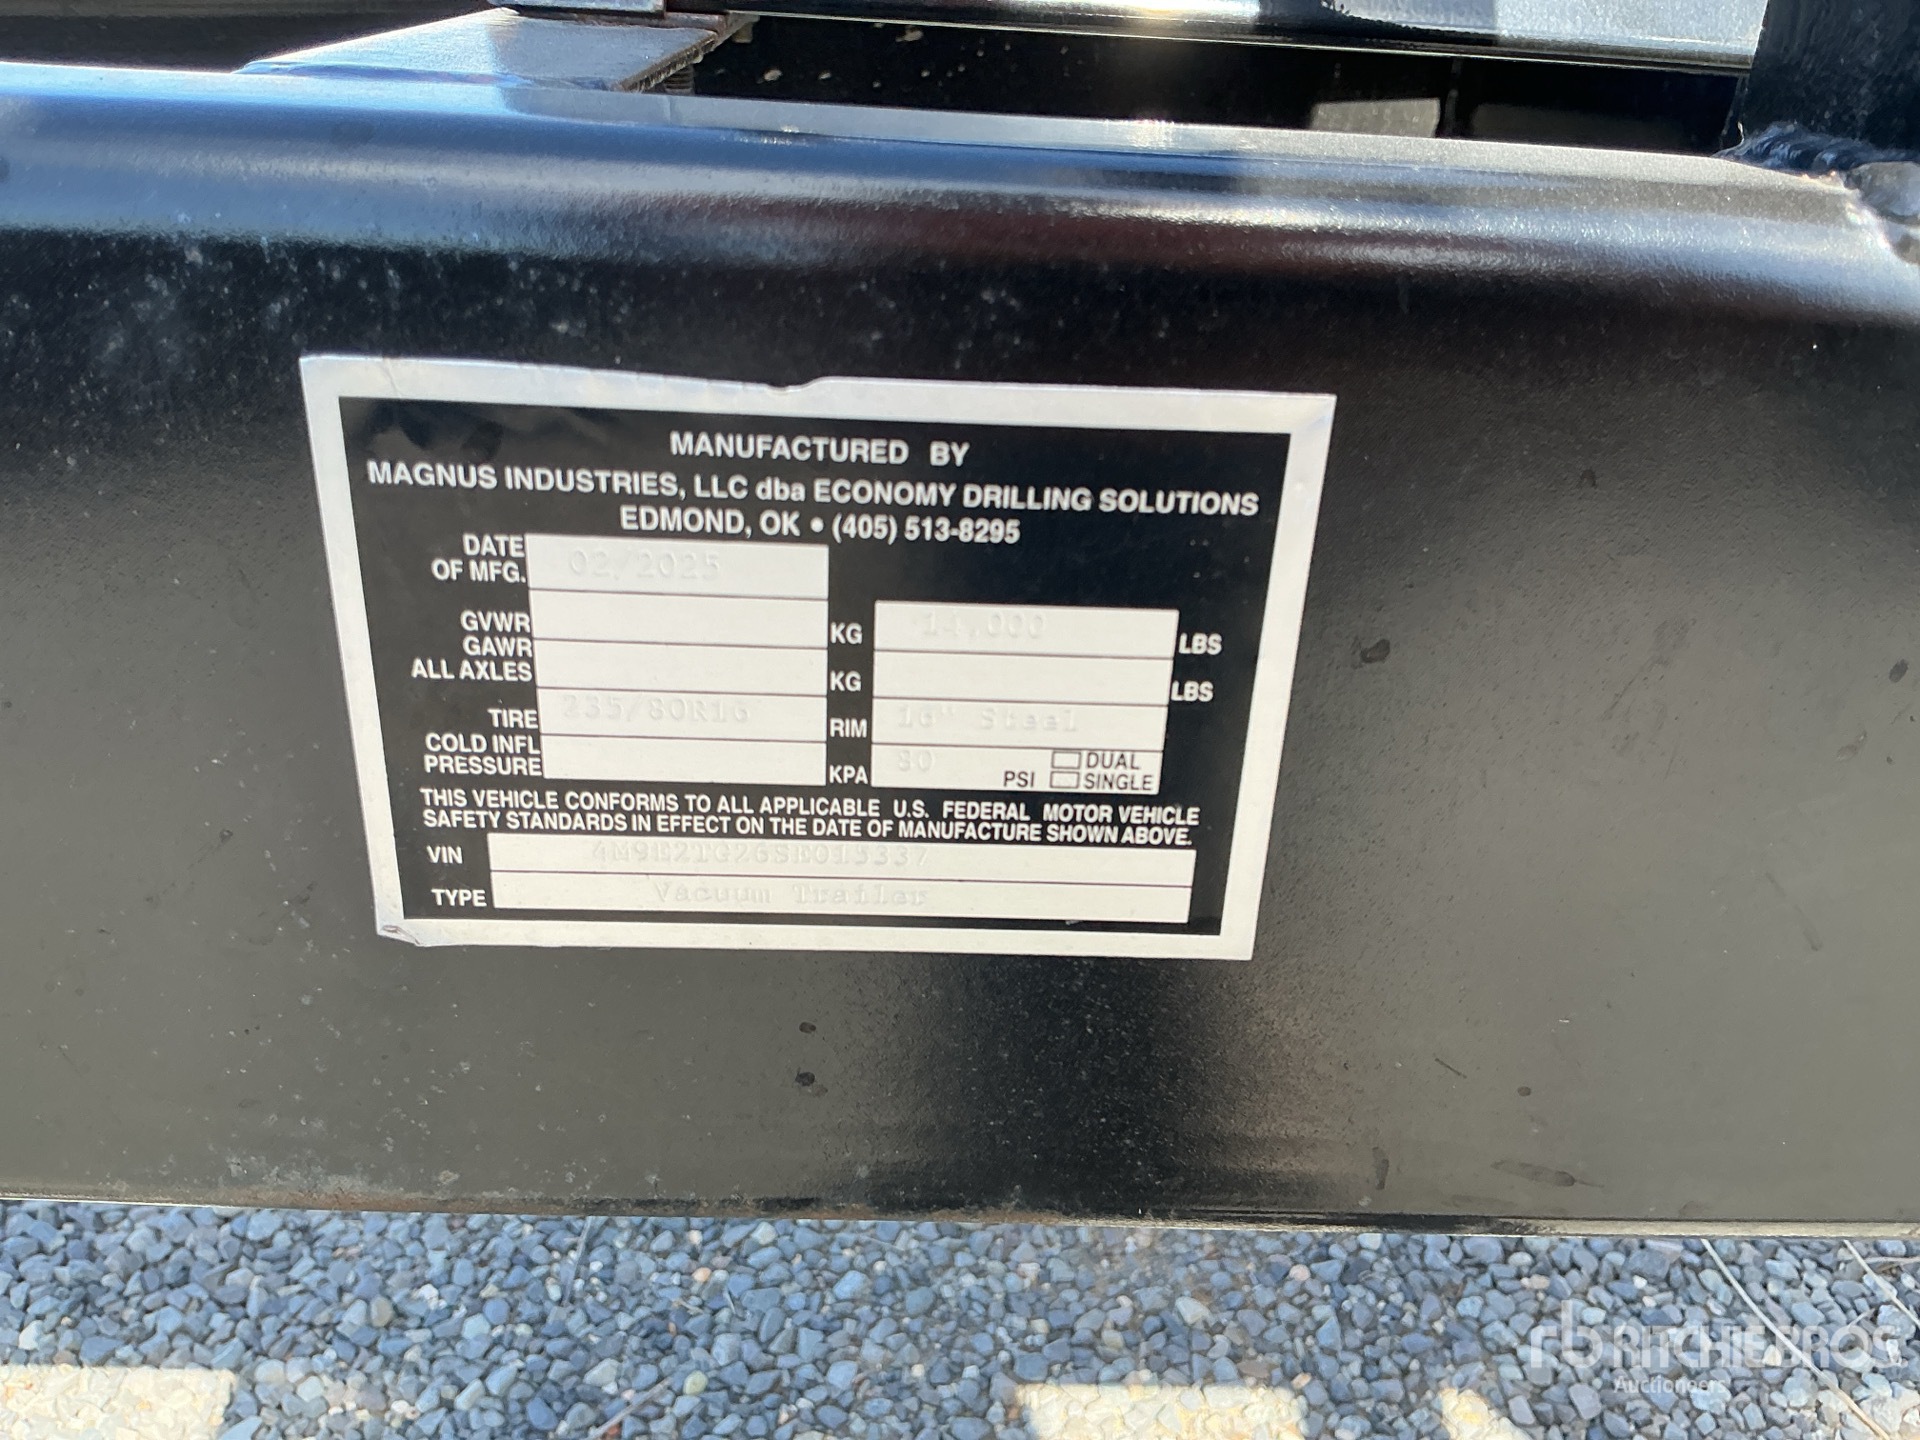 MANUFACTURED BY
MAGNUS INDUSTRIES, LLC dba ECONOMY DRILLING SOLUTIONS
EDMOND, OK • (405) 513-8295
DATE OF MFG. 02/2025
GVWR KG 14,000 LBS
GAWR ALL AXLES KG LBS
TIRE 235/80R16 RIM 16" Steel
COLD INFL PRESSURE KPA 80 PSI DUAL SINGLE
THIS VEHICLE CONFORMS TO ALL APPLICABLE U.S. FEDERAL MOTOR VEHICLE
SAFETY STANDARDS IN EFFECT ON THE DATE OF MANUFACTURE SHOWN ABOVE.
VIN
TYPE Vacuum Trailer
rb RITCHIE BROS
Auctioneers